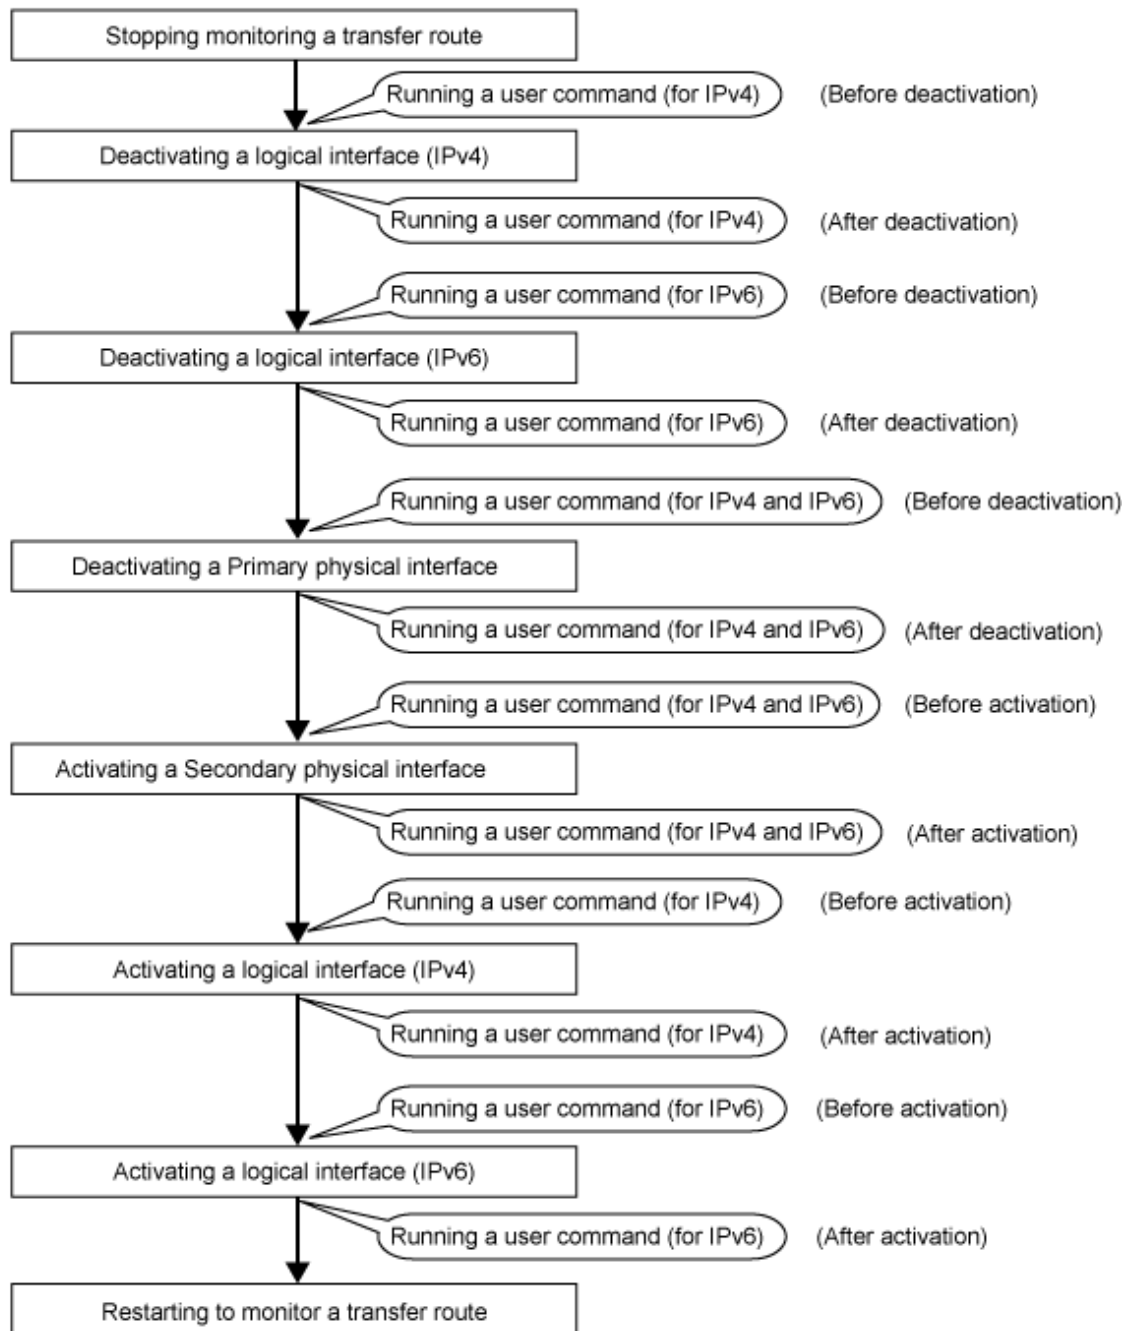 Stopping monitoring a transfer route
Running a user command (for IPv4) (Before deactivation)
Deactivating a logical interface (IPv4)
Running a user command (for IPv4) (After deactivation)
Running a user command (for IPv6) (Before deactivation)
Deactivating a logical interface (IPv6)
Running a user command (for IPv6) (After deactivation)
Running a user command (for IPv4 and IPv6) (Before deactivation)
Deactivating a Primary physical interface
Running a user command (for IPv4 and IPv6) (After deactivation)
Running a user command (for IPv4 and IPv6) (Before activation)
Activating a Secondary physical interface
Running a user command (for IPv4 and IPv6) (After activation)
Running a user command (for IPv4) (Before activation)
Activating a logical interface (IPv4)
Running a user command (for IPv4) (After activation)
Running a user command (for IPv6) (Before activation)
Activating a logical interface (IPv6)
Running a user command (for IPv6) (After activation)
Restarting to monitor a transfer route